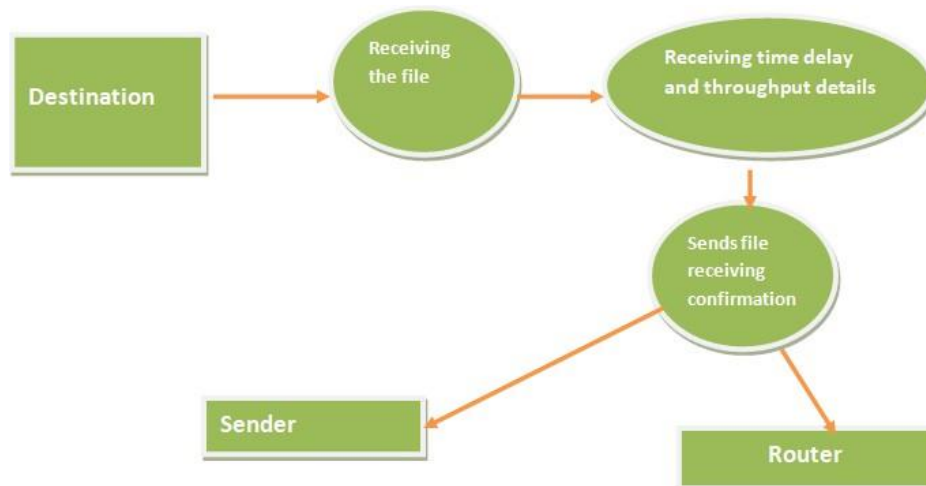 Destination
Receiving
the file
Receiving time delay
and throughput details
Sends file
receiving
confirmation
Sender
Router